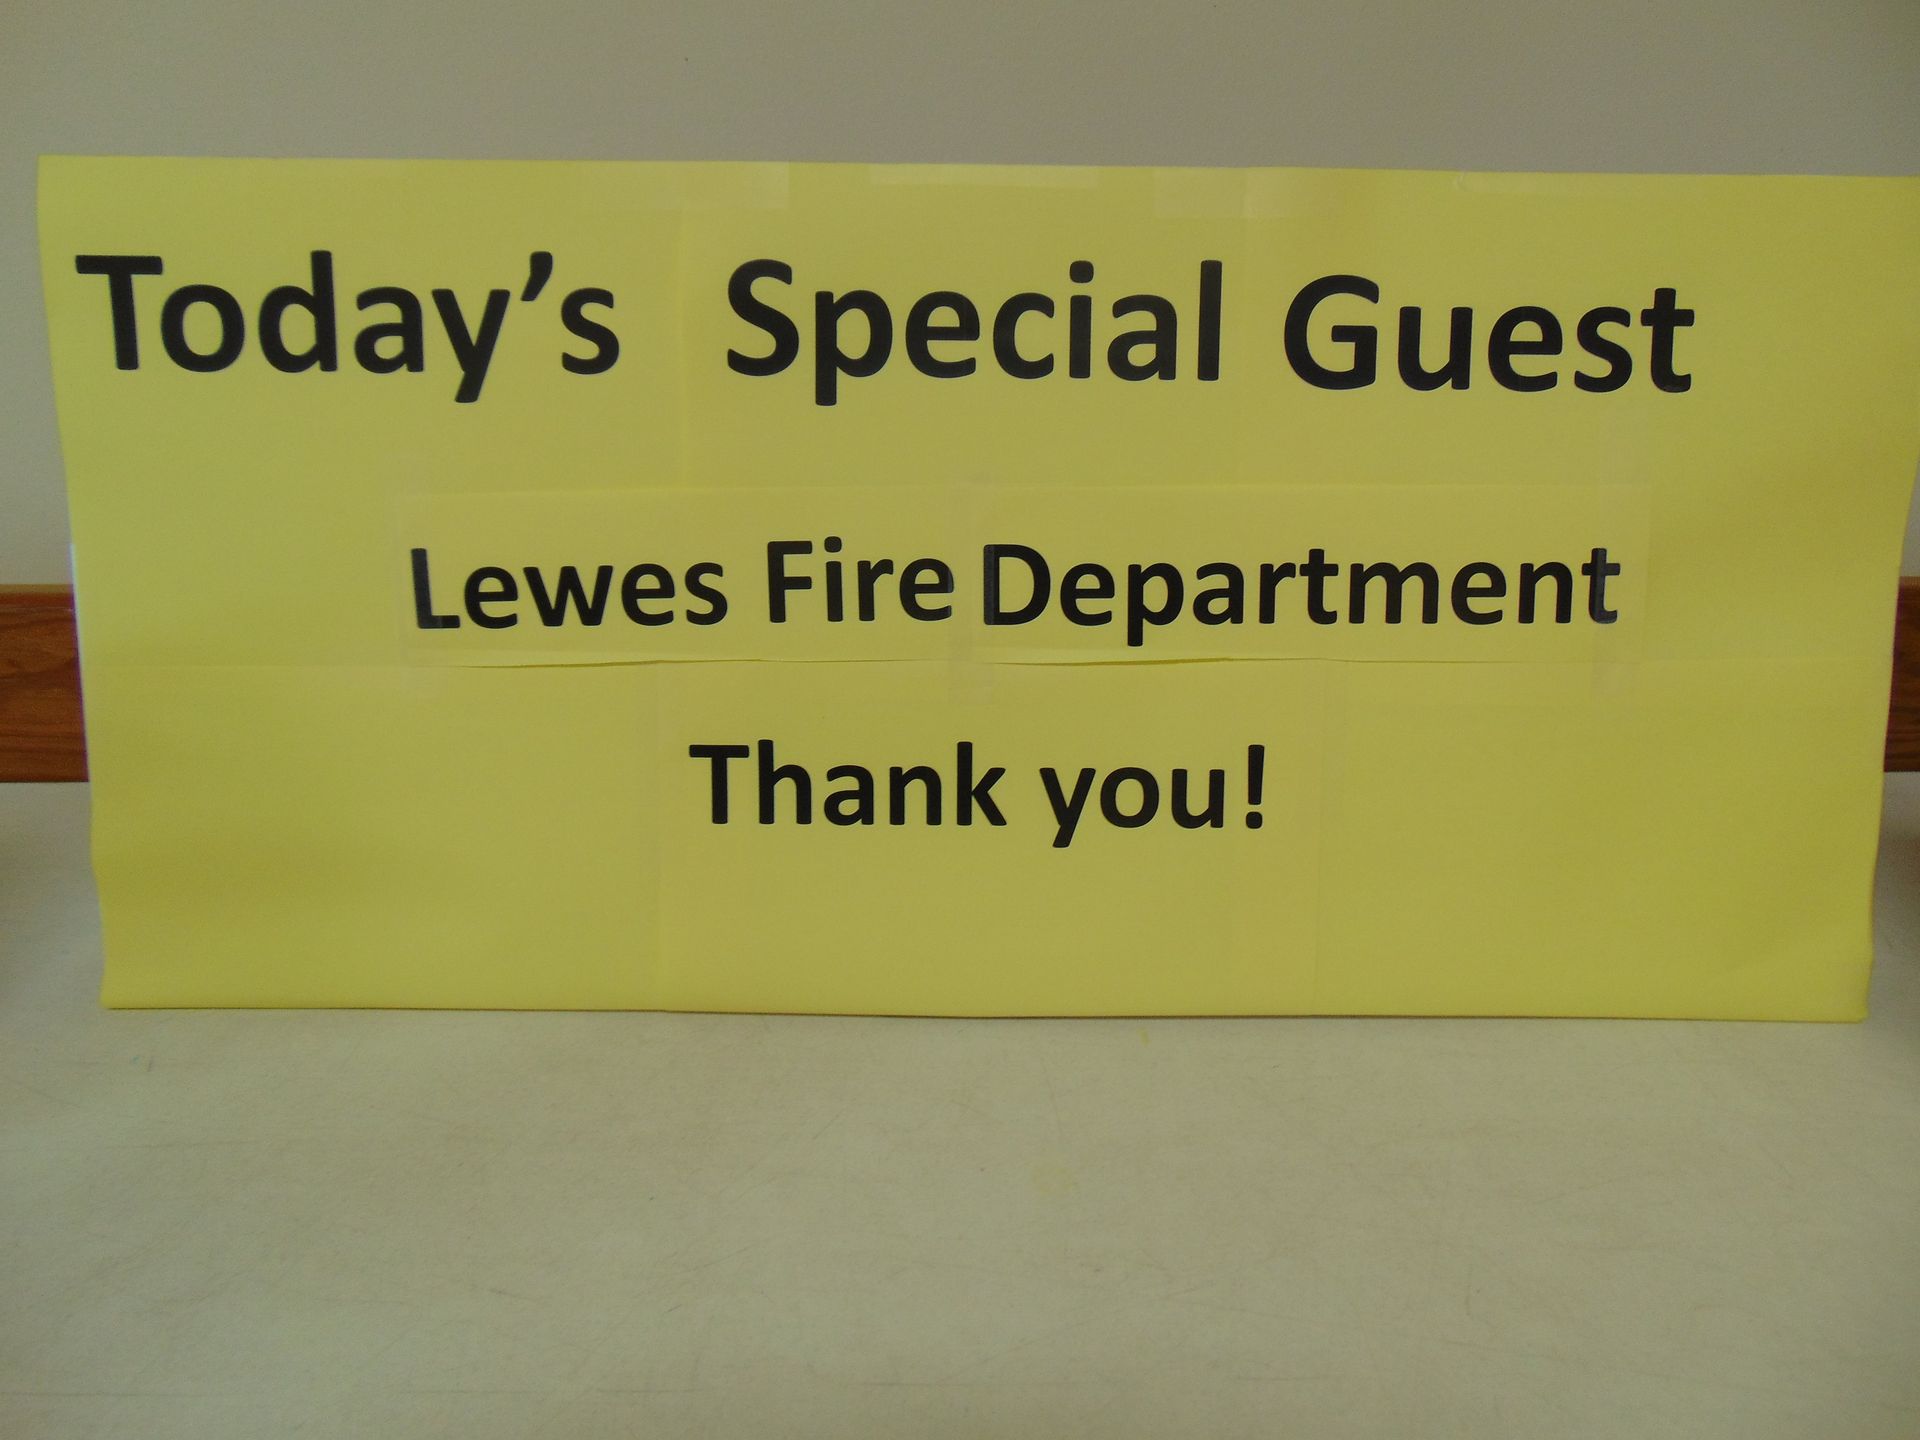 Today’s Special Guest
Lewes Fire Department
Thank you!